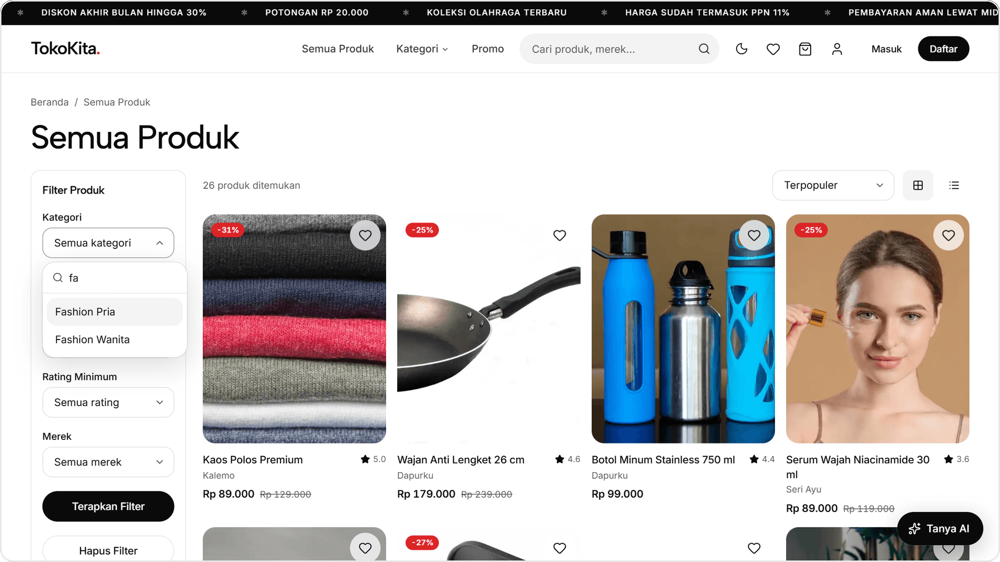 * DISKON AKHIR BULAN HINGGA 30% * POTONGAN RP 20.000 * KOLEKSI OLAHRAGA TERBARU * HARGA SUDAH TERMASUK PPN 11% * PEMBAYARAN AMAN LEWAT MID
TokoKita.
Semua Produk
Kategori
Promo
Cari produk, merek...
Masuk
Daftar
Beranda / Semua Produk
Semua Produk
Filter Produk
Kategori
Semua kategori
fa
Fashion Pria
Fashion Wanita
Rating Minimum
Semua rating
Merek
Semua merek
Terapkan Filter
Hapus Filter
26 produk ditemukan
Terpopuler
-31%
Kaos Polos Premium
5.0
Kalemo
Rp 89.000 Rp 129.000
-25%
Wajan Anti Lengket 26 cm
4.6
Dapurku
Rp 179.000 Rp 239.000
Botol Minum Stainless 750 ml
4.4
Dapurku
Rp 99.000
-25%
Serum Wajah Niacinamide 30
ml
3.6
Seri Ayu
Rp 89.000 Rp 119.000
-27%
Tanya AI